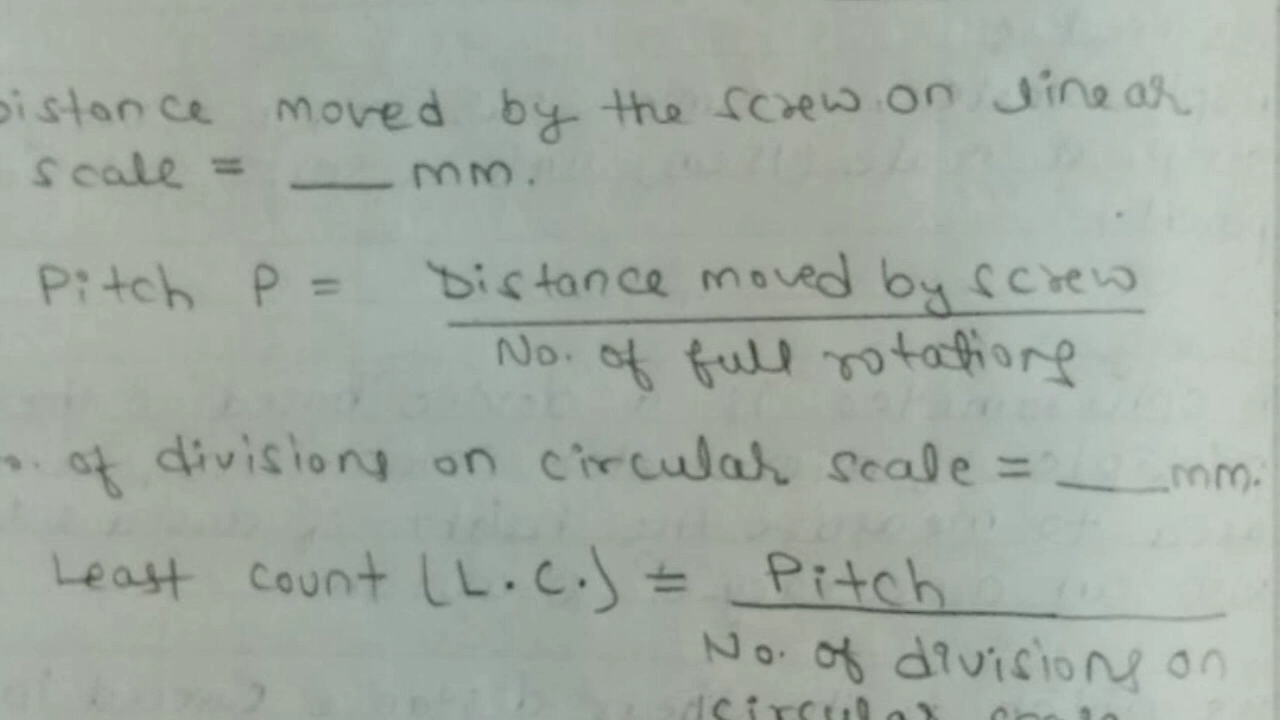 Distance moved by the screw on linear
scale = ___ mm.
Pitch P = Distance moved by screw
No. of full rotations
of divisions on circular scale = ___ mm.
Least count (L.C.) = Pitch
No. of divisions on
circular